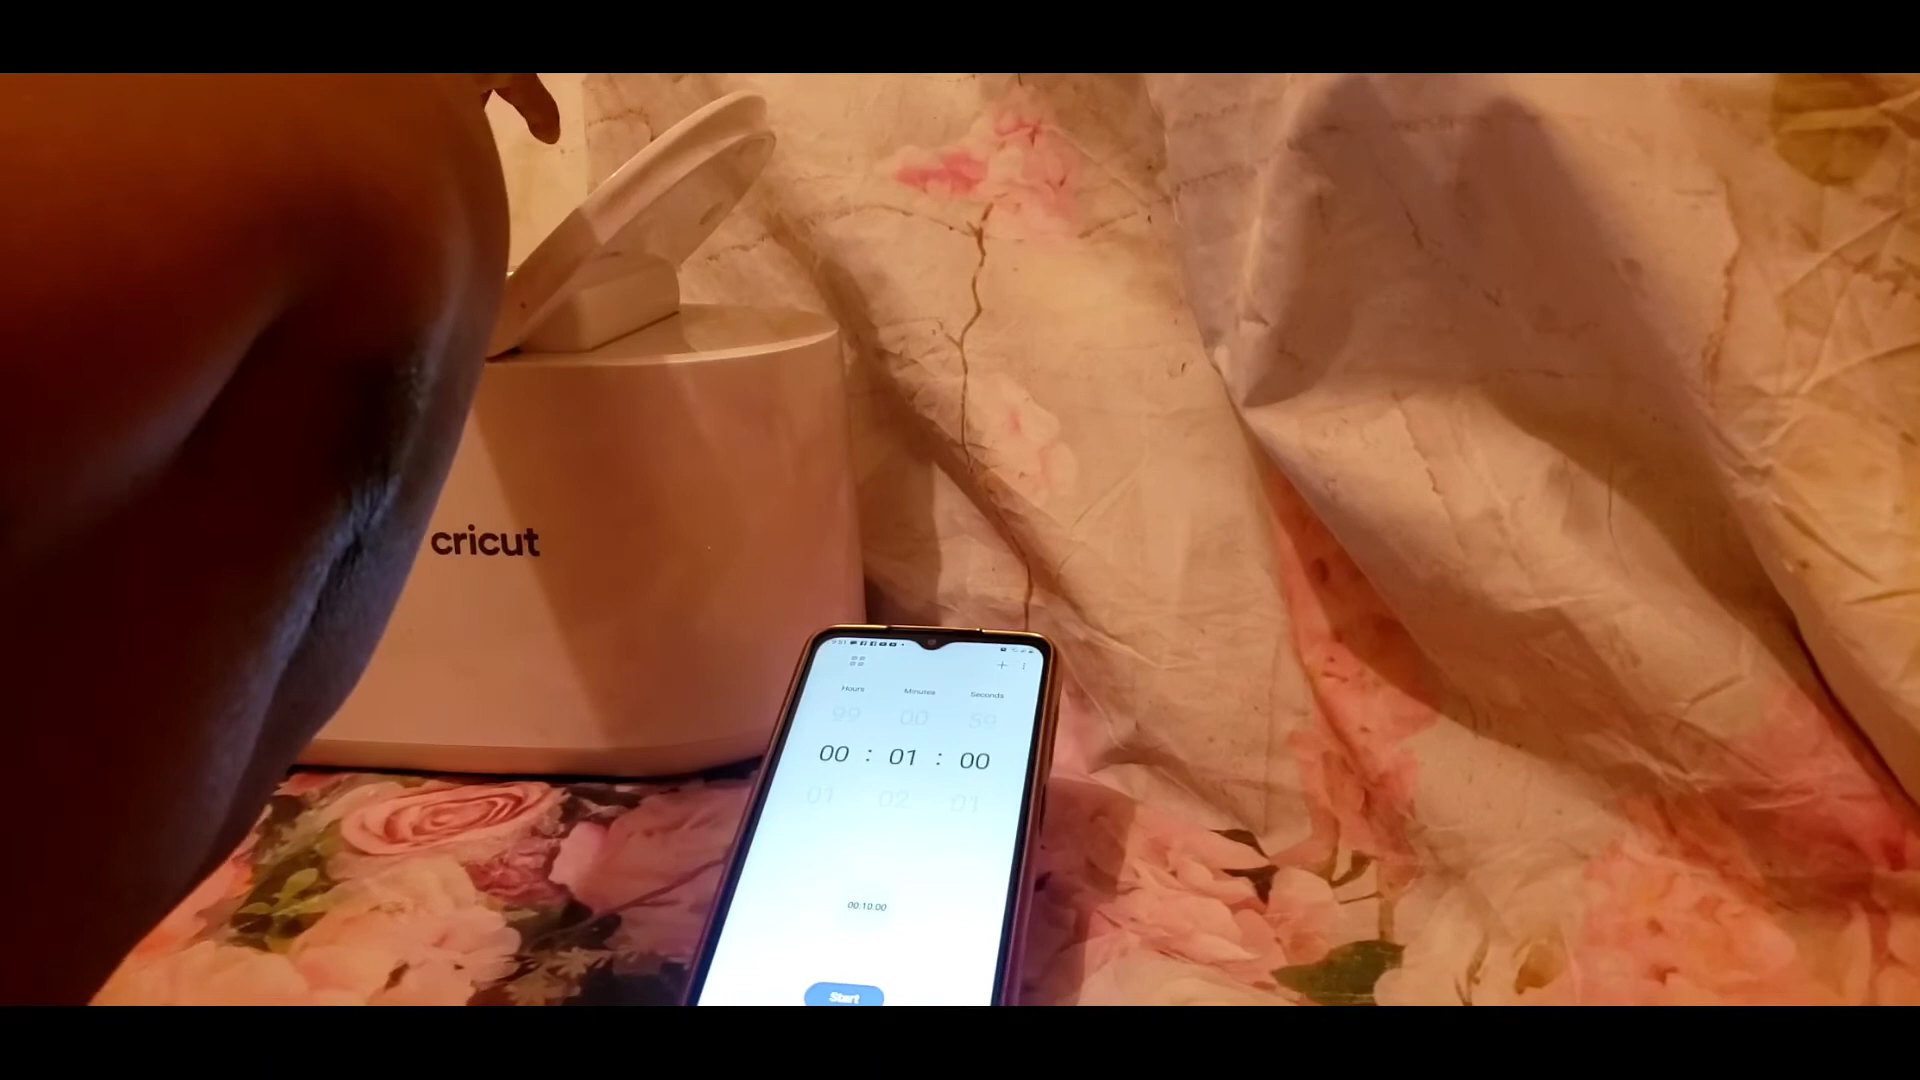 cricut
Hours Minutes Seconds
99 00 59
00 : 01 : 00
01 02 01
00:10:00
Start